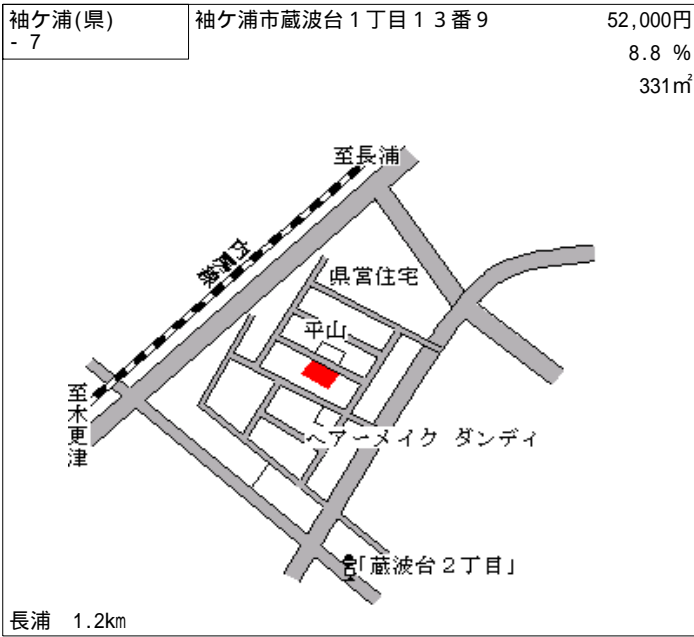 袖ケ浦(県)
- 7
袖ケ浦市蔵波台１丁目１３番９
52,000円
8.8 %
331㎡
至長浦
内房線
県営住宅
平山
至木更津
ヘアーメイク ダンディ
「蔵波台２丁目」
長浦 1.2km